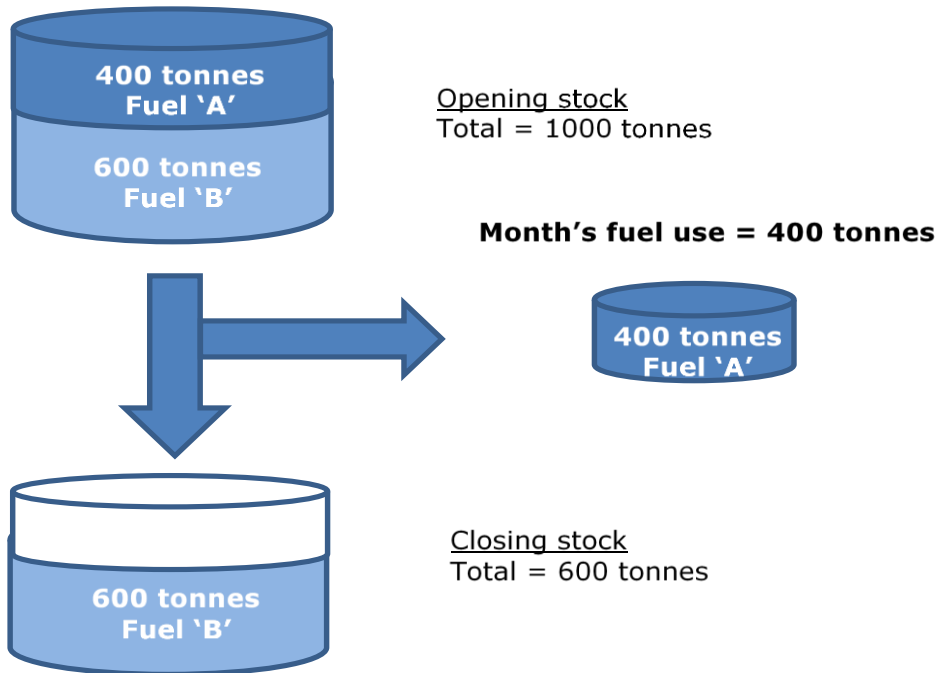 400 tonnes
Fuel ‘A’
600 tonnes
Fuel ‘B’
Opening stock
Total = 1000 tonnes
Month’s fuel use = 400 tonnes
400 tonnes
Fuel ‘A’
600 tonnes
Fuel ‘B’
Closing stock
Total = 600 tonnes